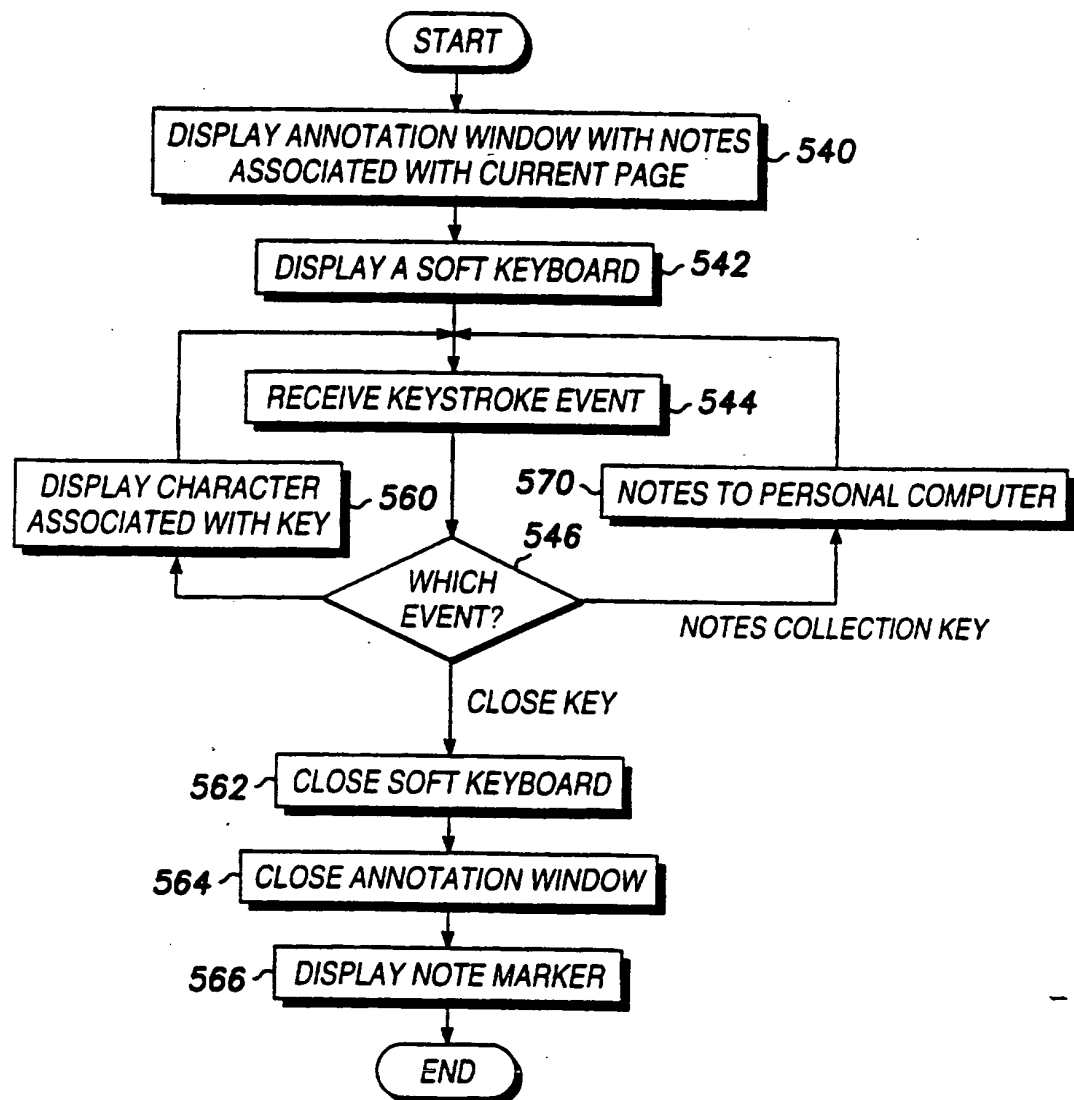 START
DISPLAY ANNOTATION WINDOW WITH NOTES
ASSOCIATED WITH CURRENT PAGE
540
DISPLAY A SOFT KEYBOARD
542
RECEIVE KEYSTROKE EVENT
544
DISPLAY CHARACTER
ASSOCIATED WITH KEY
560
570
NOTES TO PERSONAL COMPUTER
546
WHICH
EVENT?
NOTES COLLECTION KEY
CLOSE KEY
562
CLOSE SOFT KEYBOARD
564
CLOSE ANNOTATION WINDOW
566
DISPLAY NOTE MARKER
END